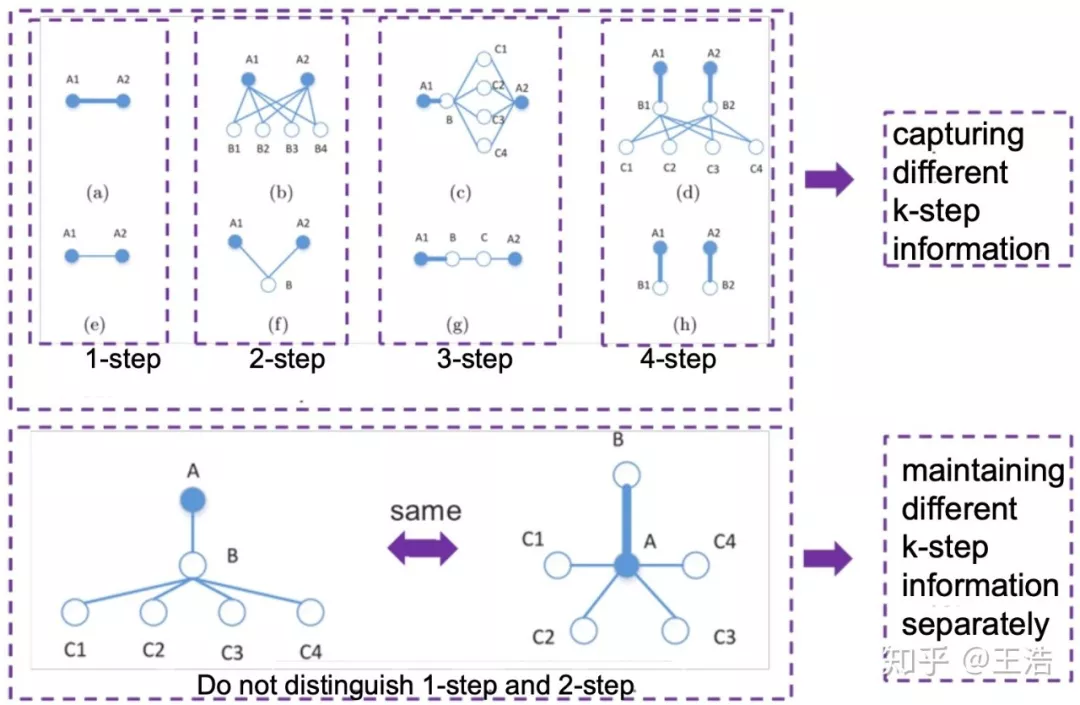 A1 A2
A1 A2
B1 B2 B3 B4
A1 B C1 C2 C3 C4 A2
A1 A2
B1 B2
C1 C2 C3 C4
(a) (b) (c) (d)
A1 A2
A1 A2
B
A1 B C A2
A1 A2
B1 B2
(e) (f) (g) (h)
1-step 2-step 3-step 4-step
capturing
different
k-step
information
A
B
C1 C2 C3 C4
same
B
C1 A C4
C2 C3
Do not distinguish 1-step and 2-step
maintaining
different
k-step
information
separately
知乎 @王浩